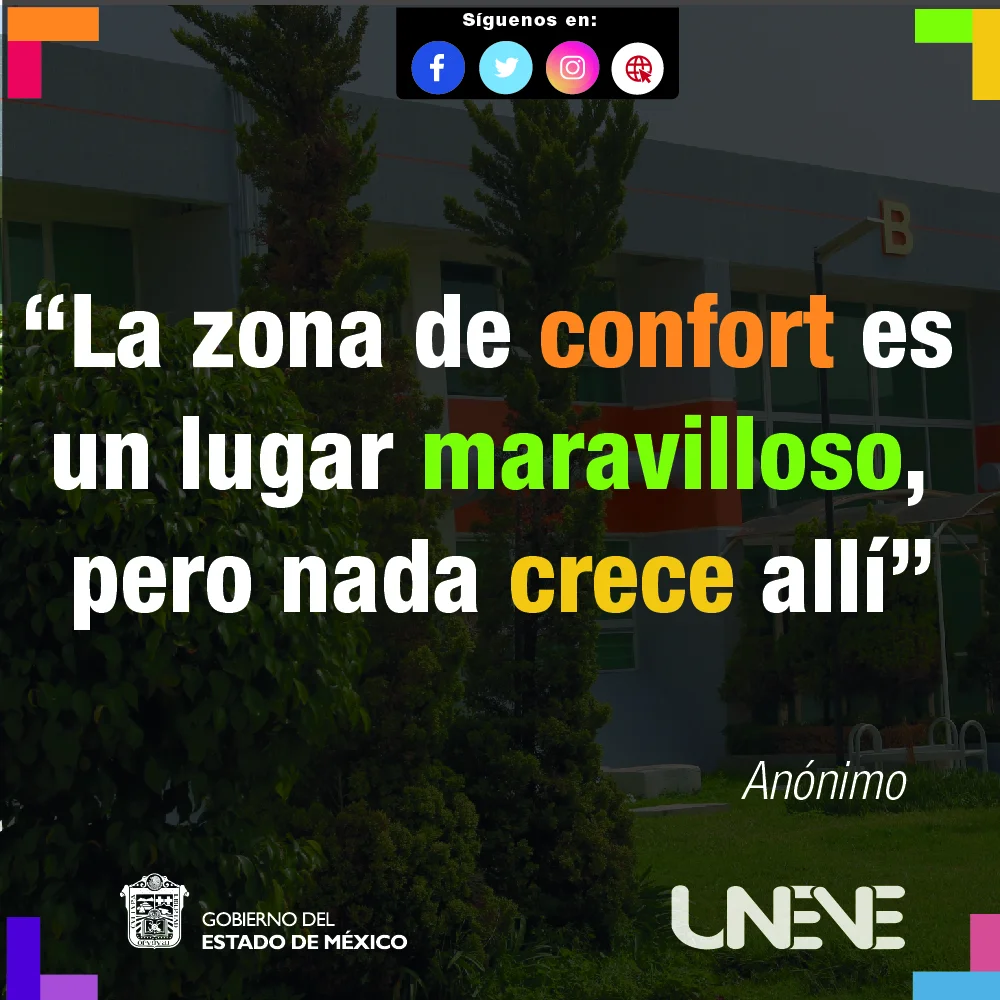 Síguenos en:
B
“La zona de confort es
un lugar maravilloso,
pero nada crece allí”
Anónimo
GOBIERNO DEL
ESTADO DE MÉXICO
UNEVE